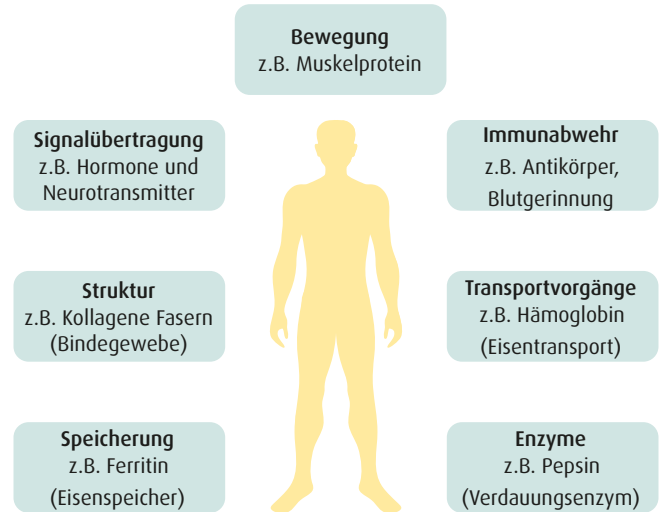 Bewegung
z.B. Muskelprotein
Signalübertragung
z.B. Hormone und
Neurotransmitter
Immunabwehr
z.B. Antikörper,
Blutgerinnung
Struktur
z.B. Kollagene Fasern
(Bindegewebe)
Transportvorgänge
z.B. Hämoglobin
(Eisentransport)
Speicherung
z.B. Ferritin
(Eisenspeicher)
Enzyme
z.B. Pepsin
(Verdauungsenzym)